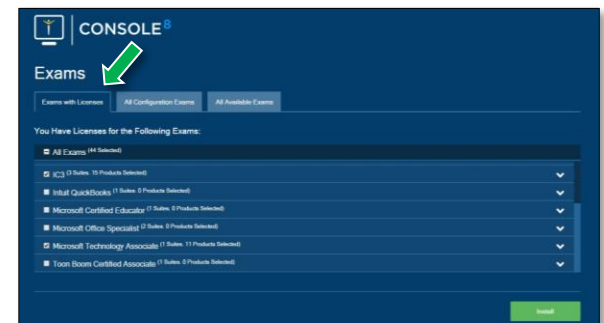 CONSOLE8
Exams
Exams with Licenses All Configuration Exams All Available Exams
You Have Licenses for the Following Exams:
All Exams (44 Selected)
IC3 (3 Suites. 15 Products Selected)
Intuit QuickBooks (1 Suites. 0 Products Selected)
Microsoft Certified Educator (1 Suites. 0 Products Selected)
Microsoft Office Specialist (2 Suites. 0 Products Selected)
Microsoft Technology Associate (1 Suites. 11 Products Selected)
Toon Boom Certified Associate (1 Suites. 0 Products Selected)
Install